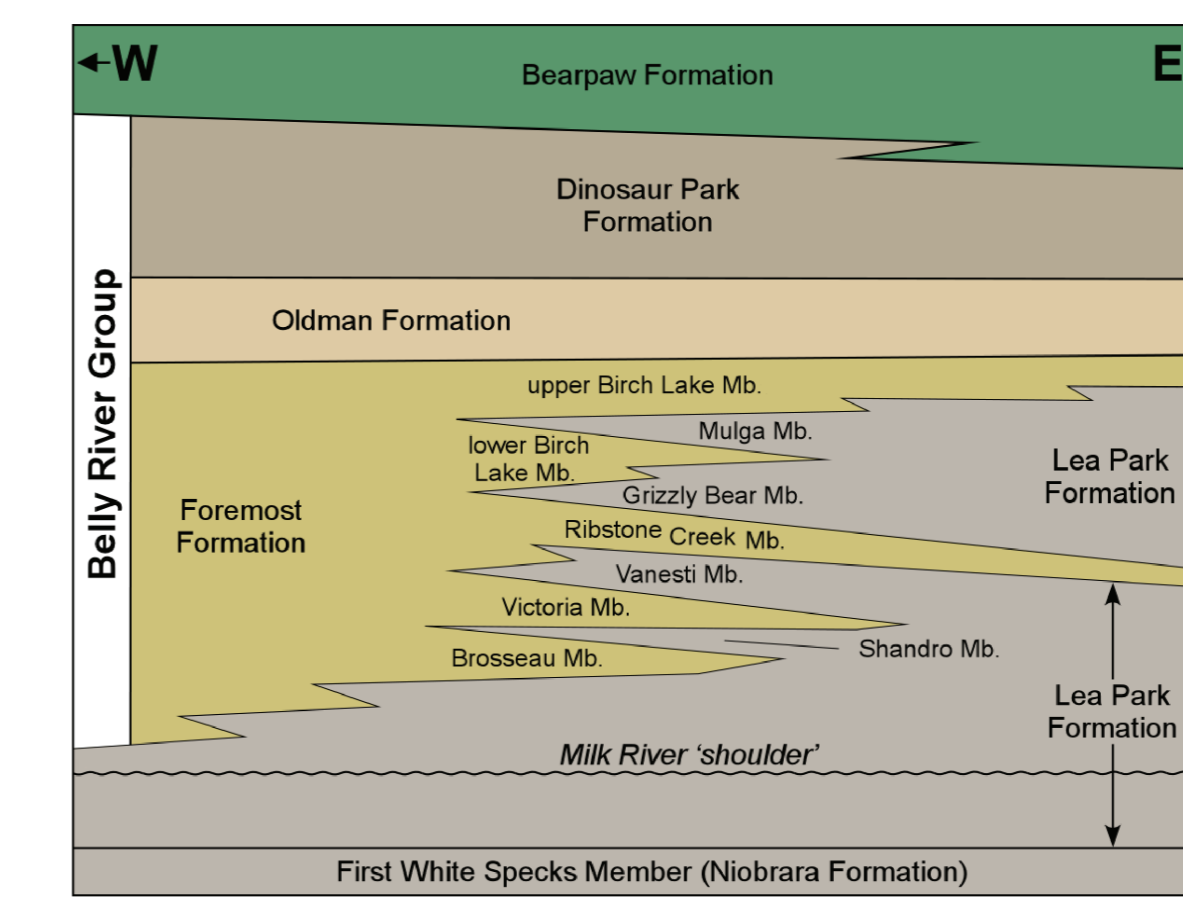 W
E
Bearpaw Formation
Dinosaur Park
Formation
Oldman Formation
Belly River Group
upper Birch Lake Mb.
Mulga Mb.
lower Birch
Lake Mb.
Lea Park
Formation
Grizzly Bear Mb.
Foremost
Formation
Ribstone Creek Mb.
Vanesti Mb.
Victoria Mb.
Shandro Mb.
Brosseau Mb.
Lea Park
Formation
Milk River ‘shoulder’
First White Specks Member (Niobrara Formation)